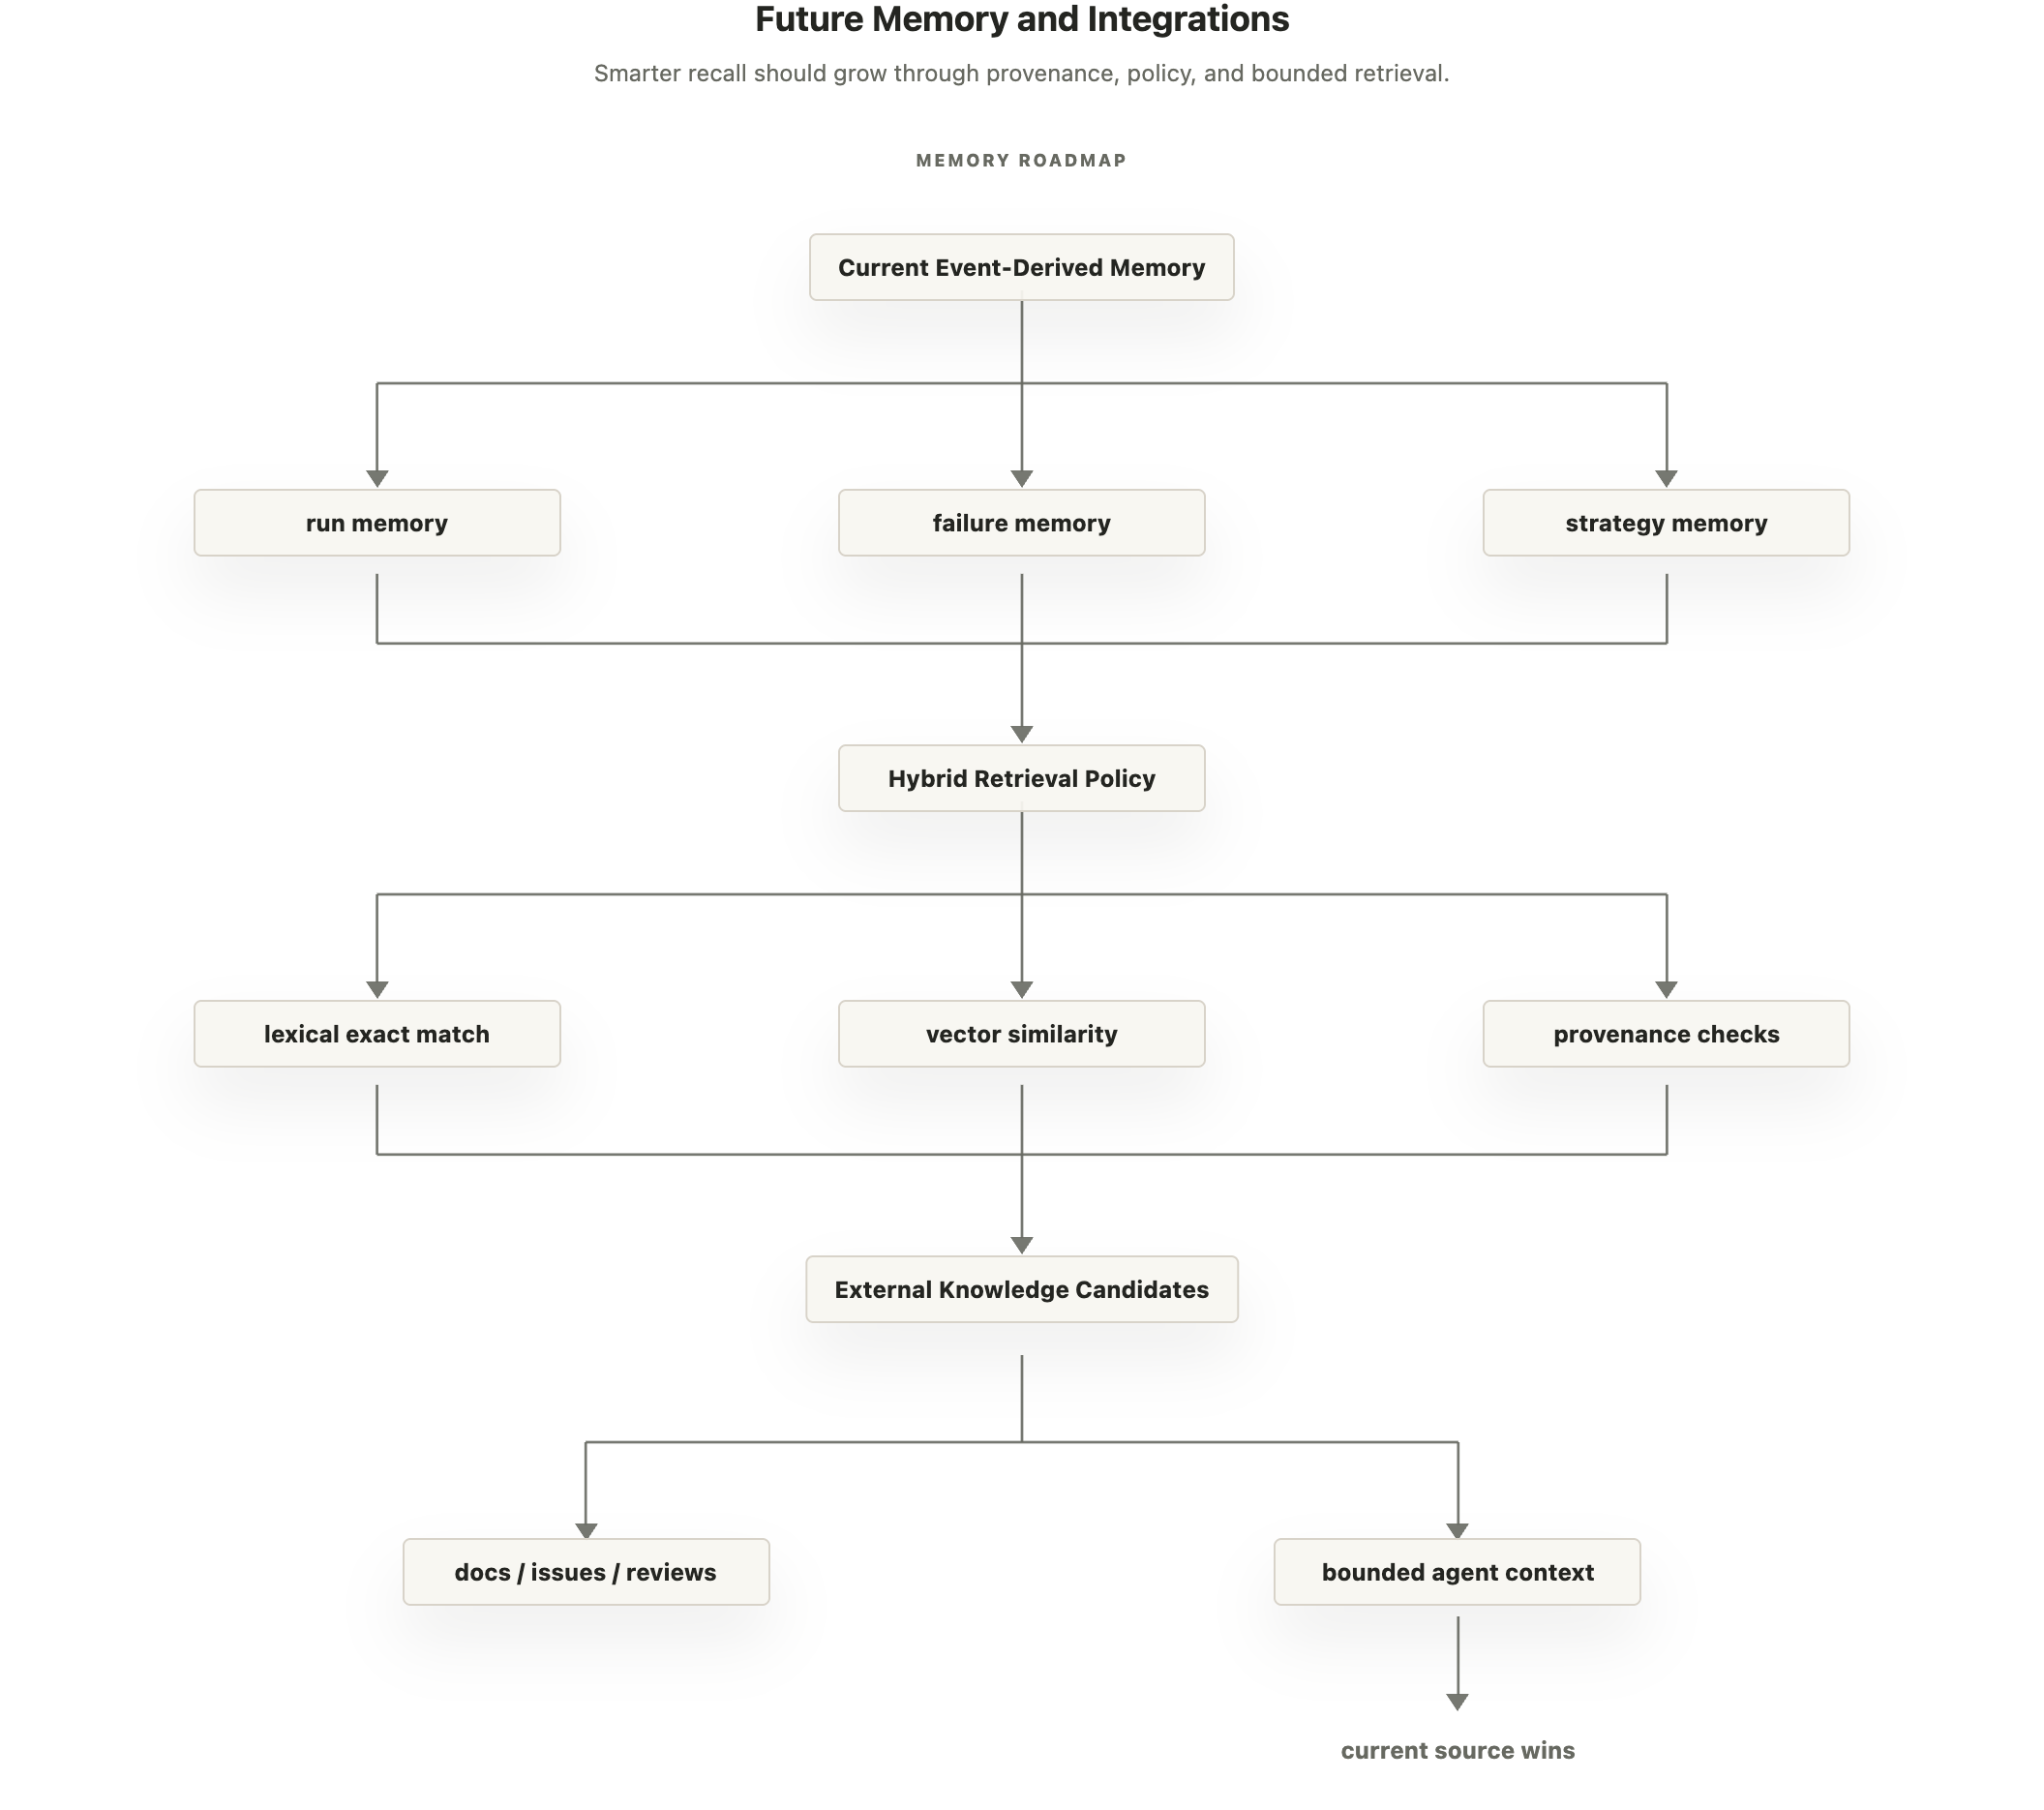 Future Memory and Integrations
Smarter recall should grow through provenance, policy, and bounded retrieval.
MEMORY ROADMAP
Current Event-Derived Memory
run memory
failure memory
strategy memory
Hybrid Retrieval Policy
lexical exact match
vector similarity
provenance checks
External Knowledge Candidates
docs / issues / reviews
bounded agent context
current source wins